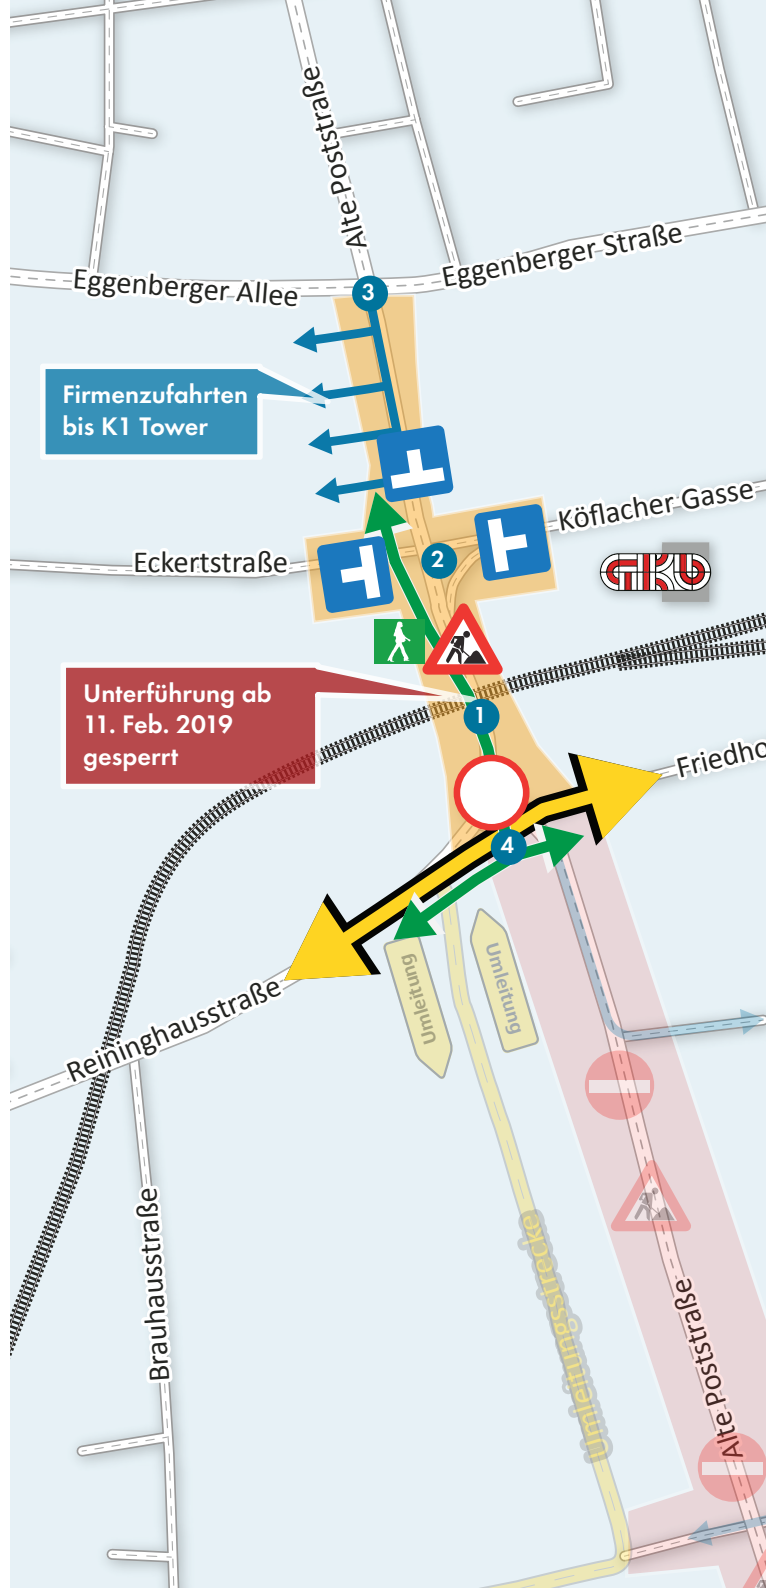 Alte Poststraße
Eggenberger Allee
Eggenberger Straße
3
Firmenzufahrten
bis K1 Tower
Köflacher Gasse
Eckertstraße
2
GKB
Unterführung ab
11. Feb. 2019
gesperrt
1
Friedho
4
Umleitung
Umleitung
Reininghausstraße
Brauhausstraße
Umleitungsstrecke
Alte Poststraße